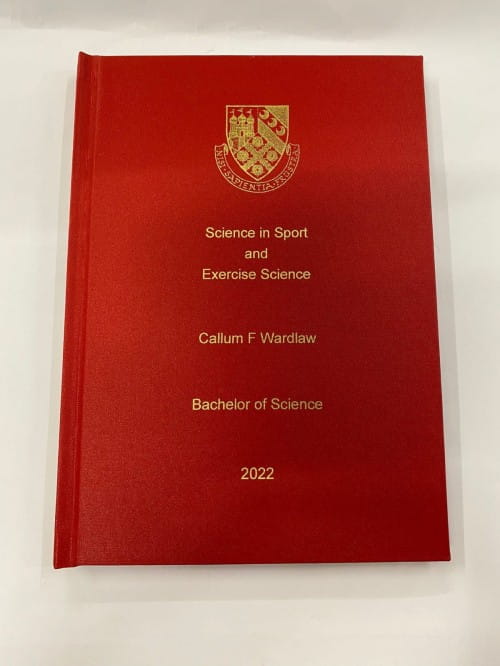 NISI SAPIENTIA FRUSTRA
Science in Sport
and
Exercise Science
Callum F Wardlaw
Bachelor of Science
2022